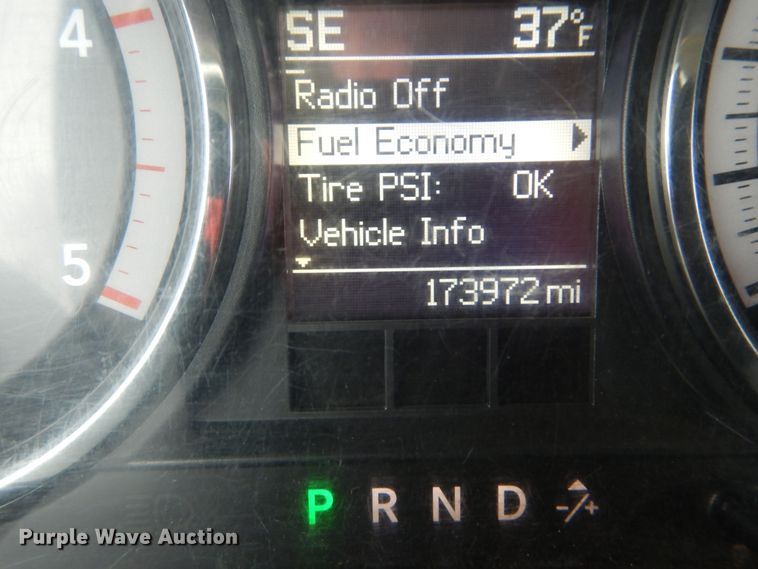 4
SE 37°F
Radio Off
Fuel Economy
Tire PSI: OK
Vehicle Info
5
173972 mi
P R N D -/+
Purple Wave Auction